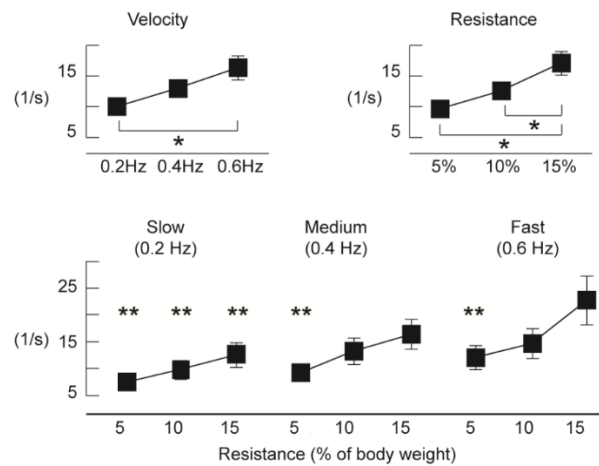 Velocity
15
(1/s)
5
*
0.2Hz 0.4Hz 0.6Hz
Resistance
15
(1/s)
5
*
*
5% 10% 15%
Slow
(0.2 Hz)
Medium
(0.4 Hz)
Fast
(0.6 Hz)
25
** ** ** ** **
(1/s)
15
5
5 10 15 5 10 15 5 10 15
Resistance (% of body weight)